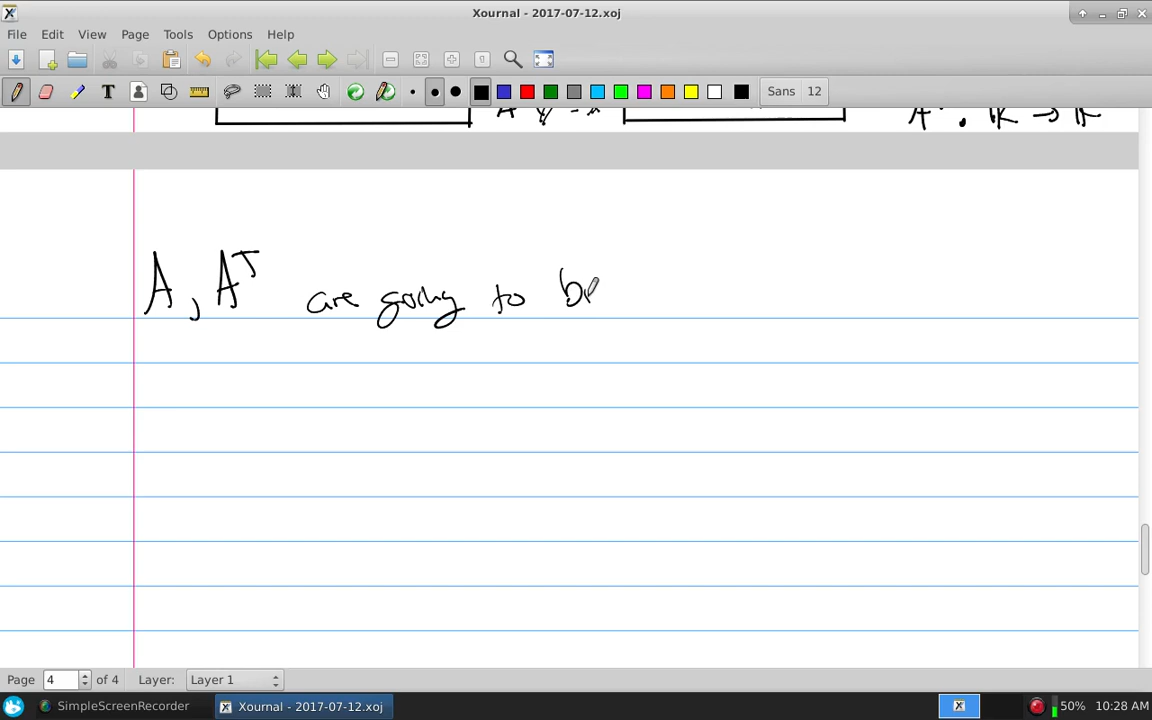 Xournal - 2017-07-12.xoj
File Edit View Page Tools Options Help
Sans 12
A, Aᵀ are going to be
Page 4 of 4 Layer: Layer 1
SimpleScreenRecorder Xournal - 2017-07-12.xoj 50% 10:28 AM